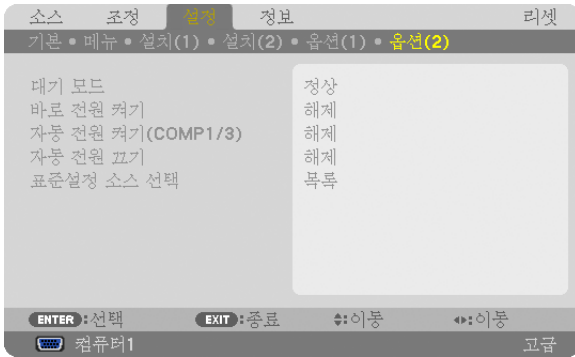 소스 조정 설정 정보 리셋
기본 • 메뉴 • 설치(1) • 설치(2) • 옵션(1) • 옵션(2)
대기 모드 정상
바로 전원 켜기 해제
자동 전원 켜기(COMP1/3) 해제
자동 전원 끄기 해제
표준설정 소스 선택 목록
ENTER :선택 EXIT :종료 :이동 :이동
컴퓨터1 고급